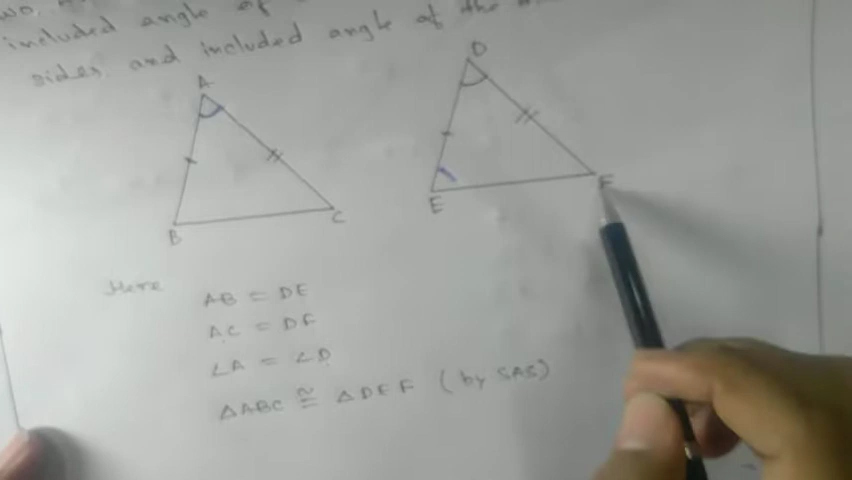 included angle of
sides, and included angle of the
A
D
B
C
E
F
Here
AB = DE
AC = DF
∠A = ∠D
△ABC ≅ △DEF (by SAS)